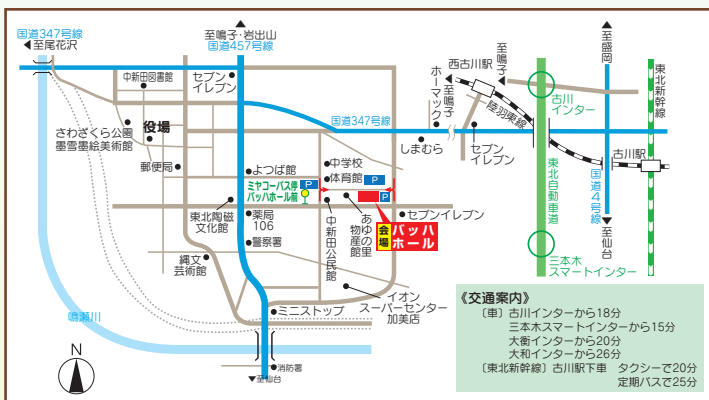 国道347号線
◀至尾花沢
▲
至鳴子・岩出山
国道457号線
中新田図書館
セブン
イレブン
さわざくら公園
墨雪墨絵美術館
役場
郵便局
国道347号線
よつば館
ミヤコーバス停
バッハホール前
P
中学校
体育館
P
P
東北陶磁
文化館
薬局
106
警察署
中新田公民館
あゆの里
物産館
会場
バッハ
ホール
セブンイレブン
しまむら
ホーマック
セブン
イレブン
縄文
芸術館
イオン
スーパーセンター
加美店
ミニストップ
鳴瀬川
消防署
▼至仙台
N
西古川駅
至鳴子
▲至鳴子
陸羽東線
古川
インター
▲至盛岡
東北新幹線
古川駅
国道4号線
東北自動車道
▼至仙台
三本木
スマートインター
《交通案内》
〔車〕古川インターから18分
三本木スマートインターから15分
大衡インターから20分
大和インターから26分
〔東北新幹線〕古川駅下車 タクシーで20分
定期バスで25分